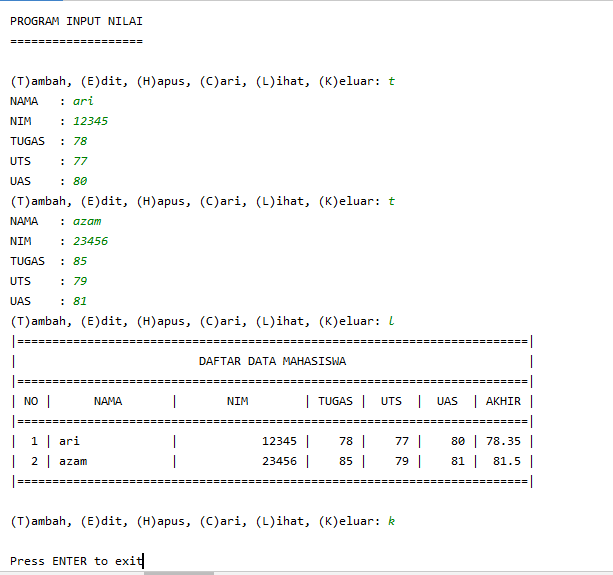 PROGRAM INPUT NILAI
===================
(T)ambah, (E)dit, (H)apus, (C)ari, (L)ihat, (K)eluar: t
NAMA   : ari
NIM    : 12345
TUGAS  : 78
UTS    : 77
UAS    : 80
(T)ambah, (E)dit, (H)apus, (C)ari, (L)ihat, (K)eluar: t
NAMA   : azam
NIM    : 23456
TUGAS  : 85
UTS    : 79
UAS    : 81
(T)ambah, (E)dit, (H)apus, (C)ari, (L)ihat, (K)eluar: l
|=========================================================================|
|                          DAFTAR DATA MAHASISWA                          |
|=========================================================================|
| NO |      NAMA       |       NIM        | TUGAS |  UTS  |  UAS  | AKHIR |
|=========================================================================|
|  1 | ari             |            12345 |    78 |    77 |    80 | 78.35 |
|  2 | azam            |            23456 |    85 |    79 |    81 |  81.5 |
|=========================================================================|
(T)ambah, (E)dit, (H)apus, (C)ari, (L)ihat, (K)eluar: k
Press ENTER to exit